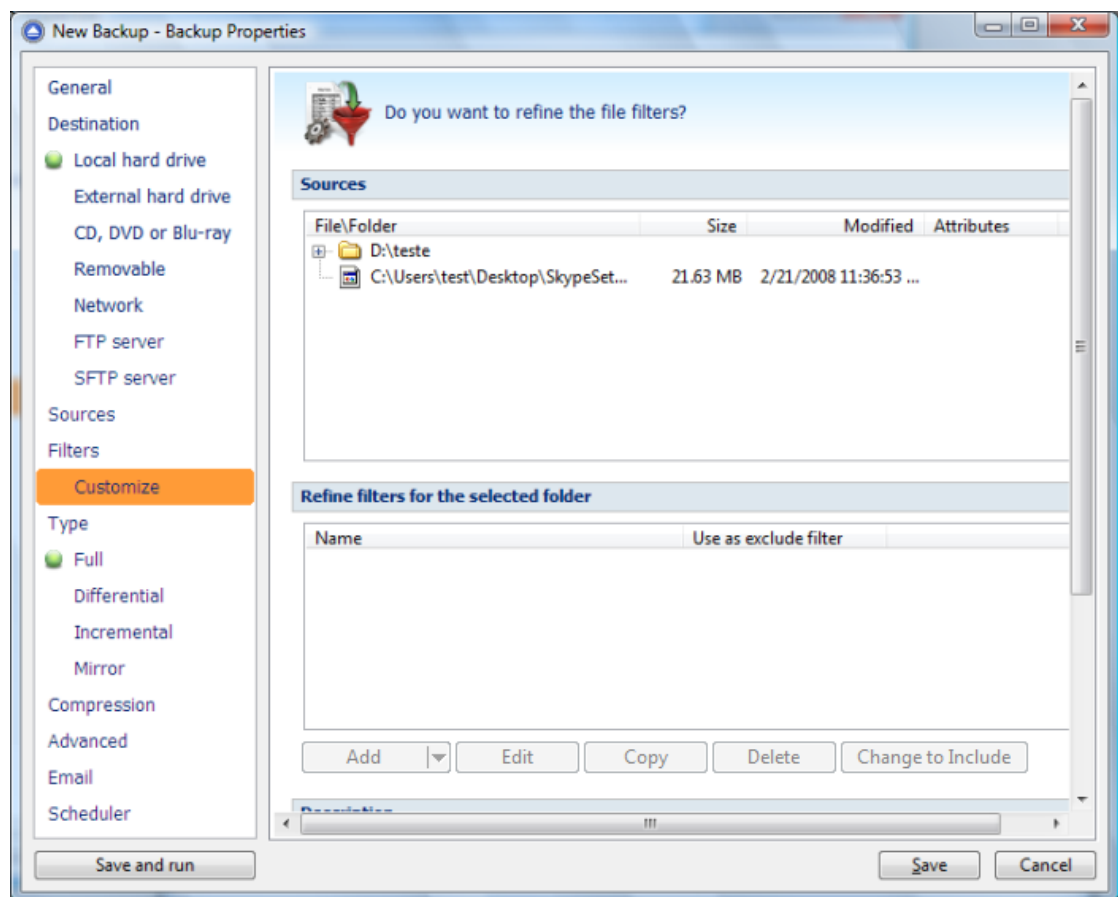 New Backup - Backup Properties
General
Destination
Local hard drive
External hard drive
CD, DVD or Blu-ray
Removable
Network
FTP server
SFTP server
Sources
Filters
Customize
Type
Full
Differential
Incremental
Mirror
Compression
Advanced
Email
Scheduler
Do you want to refine the file filters?
Sources
File\Folder Size Modified Attributes
D:\teste
C:\Users\test\Desktop\SkypeSet... 21.63 MB 2/21/2008 11:36:53 ...
Refine filters for the selected folder
Name Use as exclude filter
Add Edit Copy Delete Change to Include
Description
Save and run Save Cancel